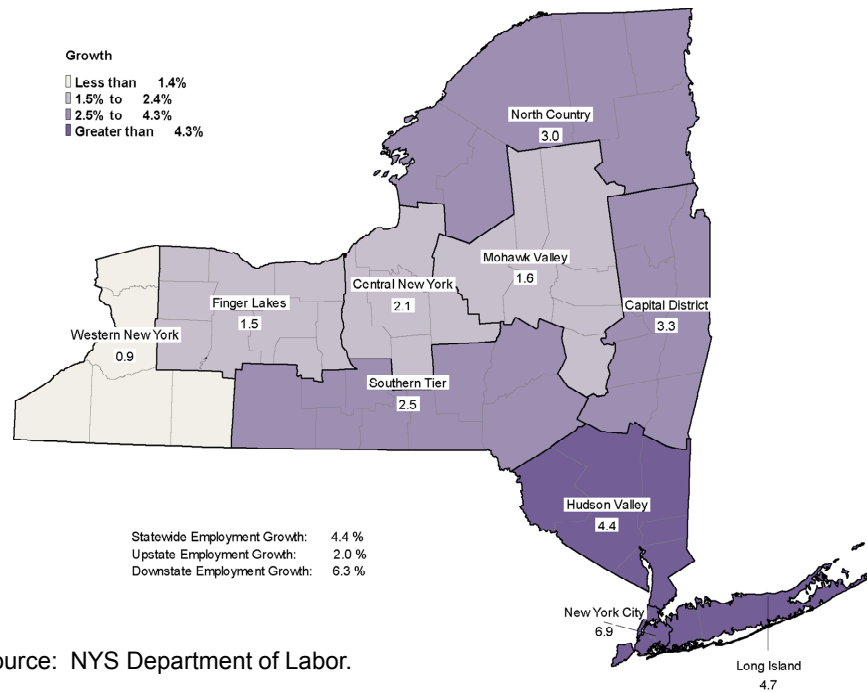 Growth
Less than 1.4%
1.5% to 2.4%
2.5% to 4.3%
Greater than 4.3%
North Country
3.0
Mohawk Valley
1.6
Central New York
2.1
Finger Lakes
1.5
Capital District
3.3
Western New York
0.9
Southern Tier
2.5
Hudson Valley
4.4
Statewide Employment Growth: 4.4 %
Upstate Employment Growth: 2.0 %
Downstate Employment Growth: 6.3 %
New York City
6.9
ource: NYS Department of Labor.
Long Island
4.7